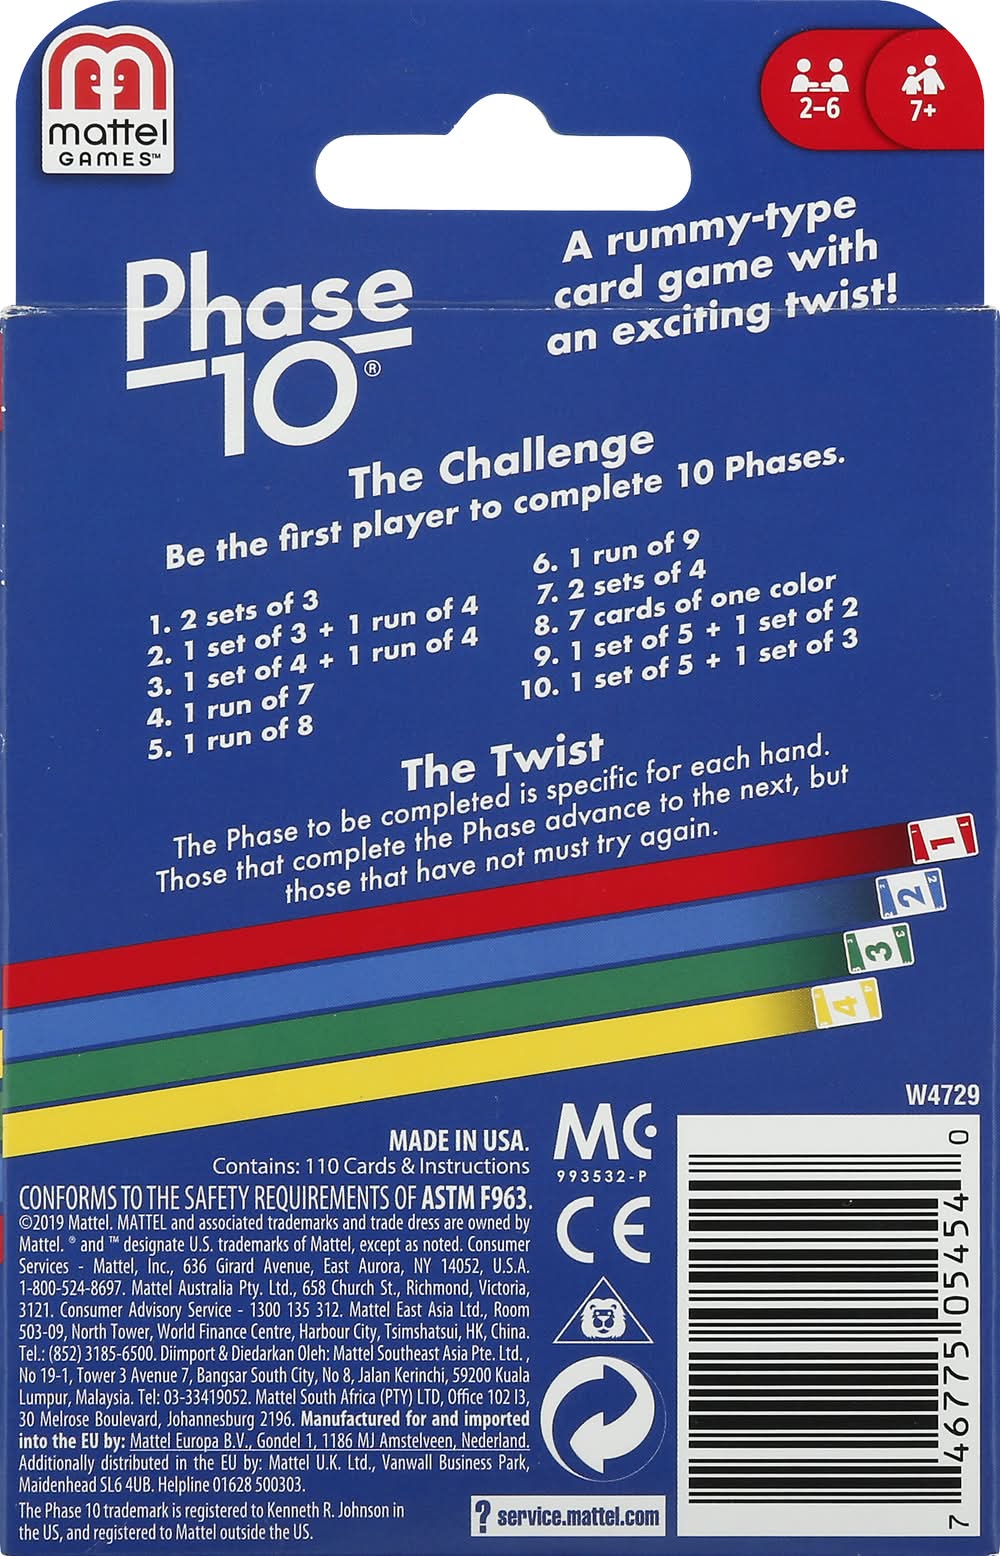 mattel
GAMES™
2-6
7+
A rummy-type
card game with
an exciting twist!
Phase
10®
The Challenge
Be the first player to complete 10 Phases.
1. 2 sets of 3
2. 1 set of 3 + 1 run of 4
3. 1 set of 4 + 1 run of 4
4. 1 run of 7
5. 1 run of 8
6. 1 run of 9
7. 2 sets of 4
8. 7 cards of one color
9. 1 set of 5 + 1 set of 2
10. 1 set of 5 + 1 set of 3
The Twist
The Phase to be completed is specific for each hand.
Those that complete the Phase advance to the next, but
those that have not must try again.
1
2
3
4
W4729
MADE IN USA.
Contains: 110 Cards & Instructions
CONFORMS TO THE SAFETY REQUIREMENTS OF ASTM F963.
©2019 Mattel. MATTEL and associated trademarks and trade dress are owned by
Mattel. ® and ™ designate U.S. trademarks of Mattel, except as noted. Consumer
Services - Mattel, Inc., 636 Girard Avenue, East Aurora, NY 14052, U.S.A.
1-800-524-8697. Mattel Australia Pty. Ltd., 658 Church St., Richmond, Victoria,
3121. Consumer Advisory Service - 1300 135 312. Mattel East Asia Ltd., Room
503-09, North Tower, World Finance Centre, Harbour City, Tsimshatsui, HK, China.
Tel.: (852) 3185-6500. Diimport & Diedarkan Oleh: Mattel Southeast Asia Pte. Ltd. ,
No 19-1, Tower 3 Avenue 7, Bangsar South City, No 8, Jalan Kerinchi, 59200 Kuala
Lumpur, Malaysia. Tel: 03-33419052. Mattel South Africa (PTY) LTD, Office 102 I3,
30 Melrose Boulevard, Johannesburg 2196. Manufactured for and imported
into the EU by: Mattel Europa B.V., Gondel 1, 1186 MJ Amstelveen, Nederland.
Additionally distributed in the EU by: Mattel U.K. Ltd., Vanwall Business Park,
Maidenhead SL6 4UB. Helpline 01628 500303.
The Phase 10 trademark is registered to Kenneth R. Johnson in
the US, and registered to Mattel outside the US.
MC
993532-P
CE
? service.mattel.com
7 46775 05454 0